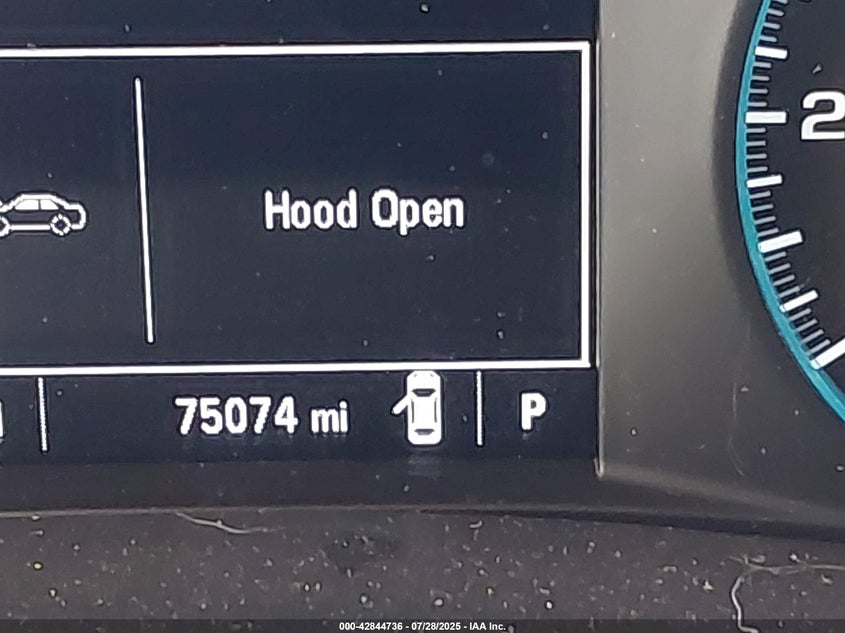 2
Hood Open
75074 mi
P
000-42844736 - 07/28/2025 - IAA Inc.